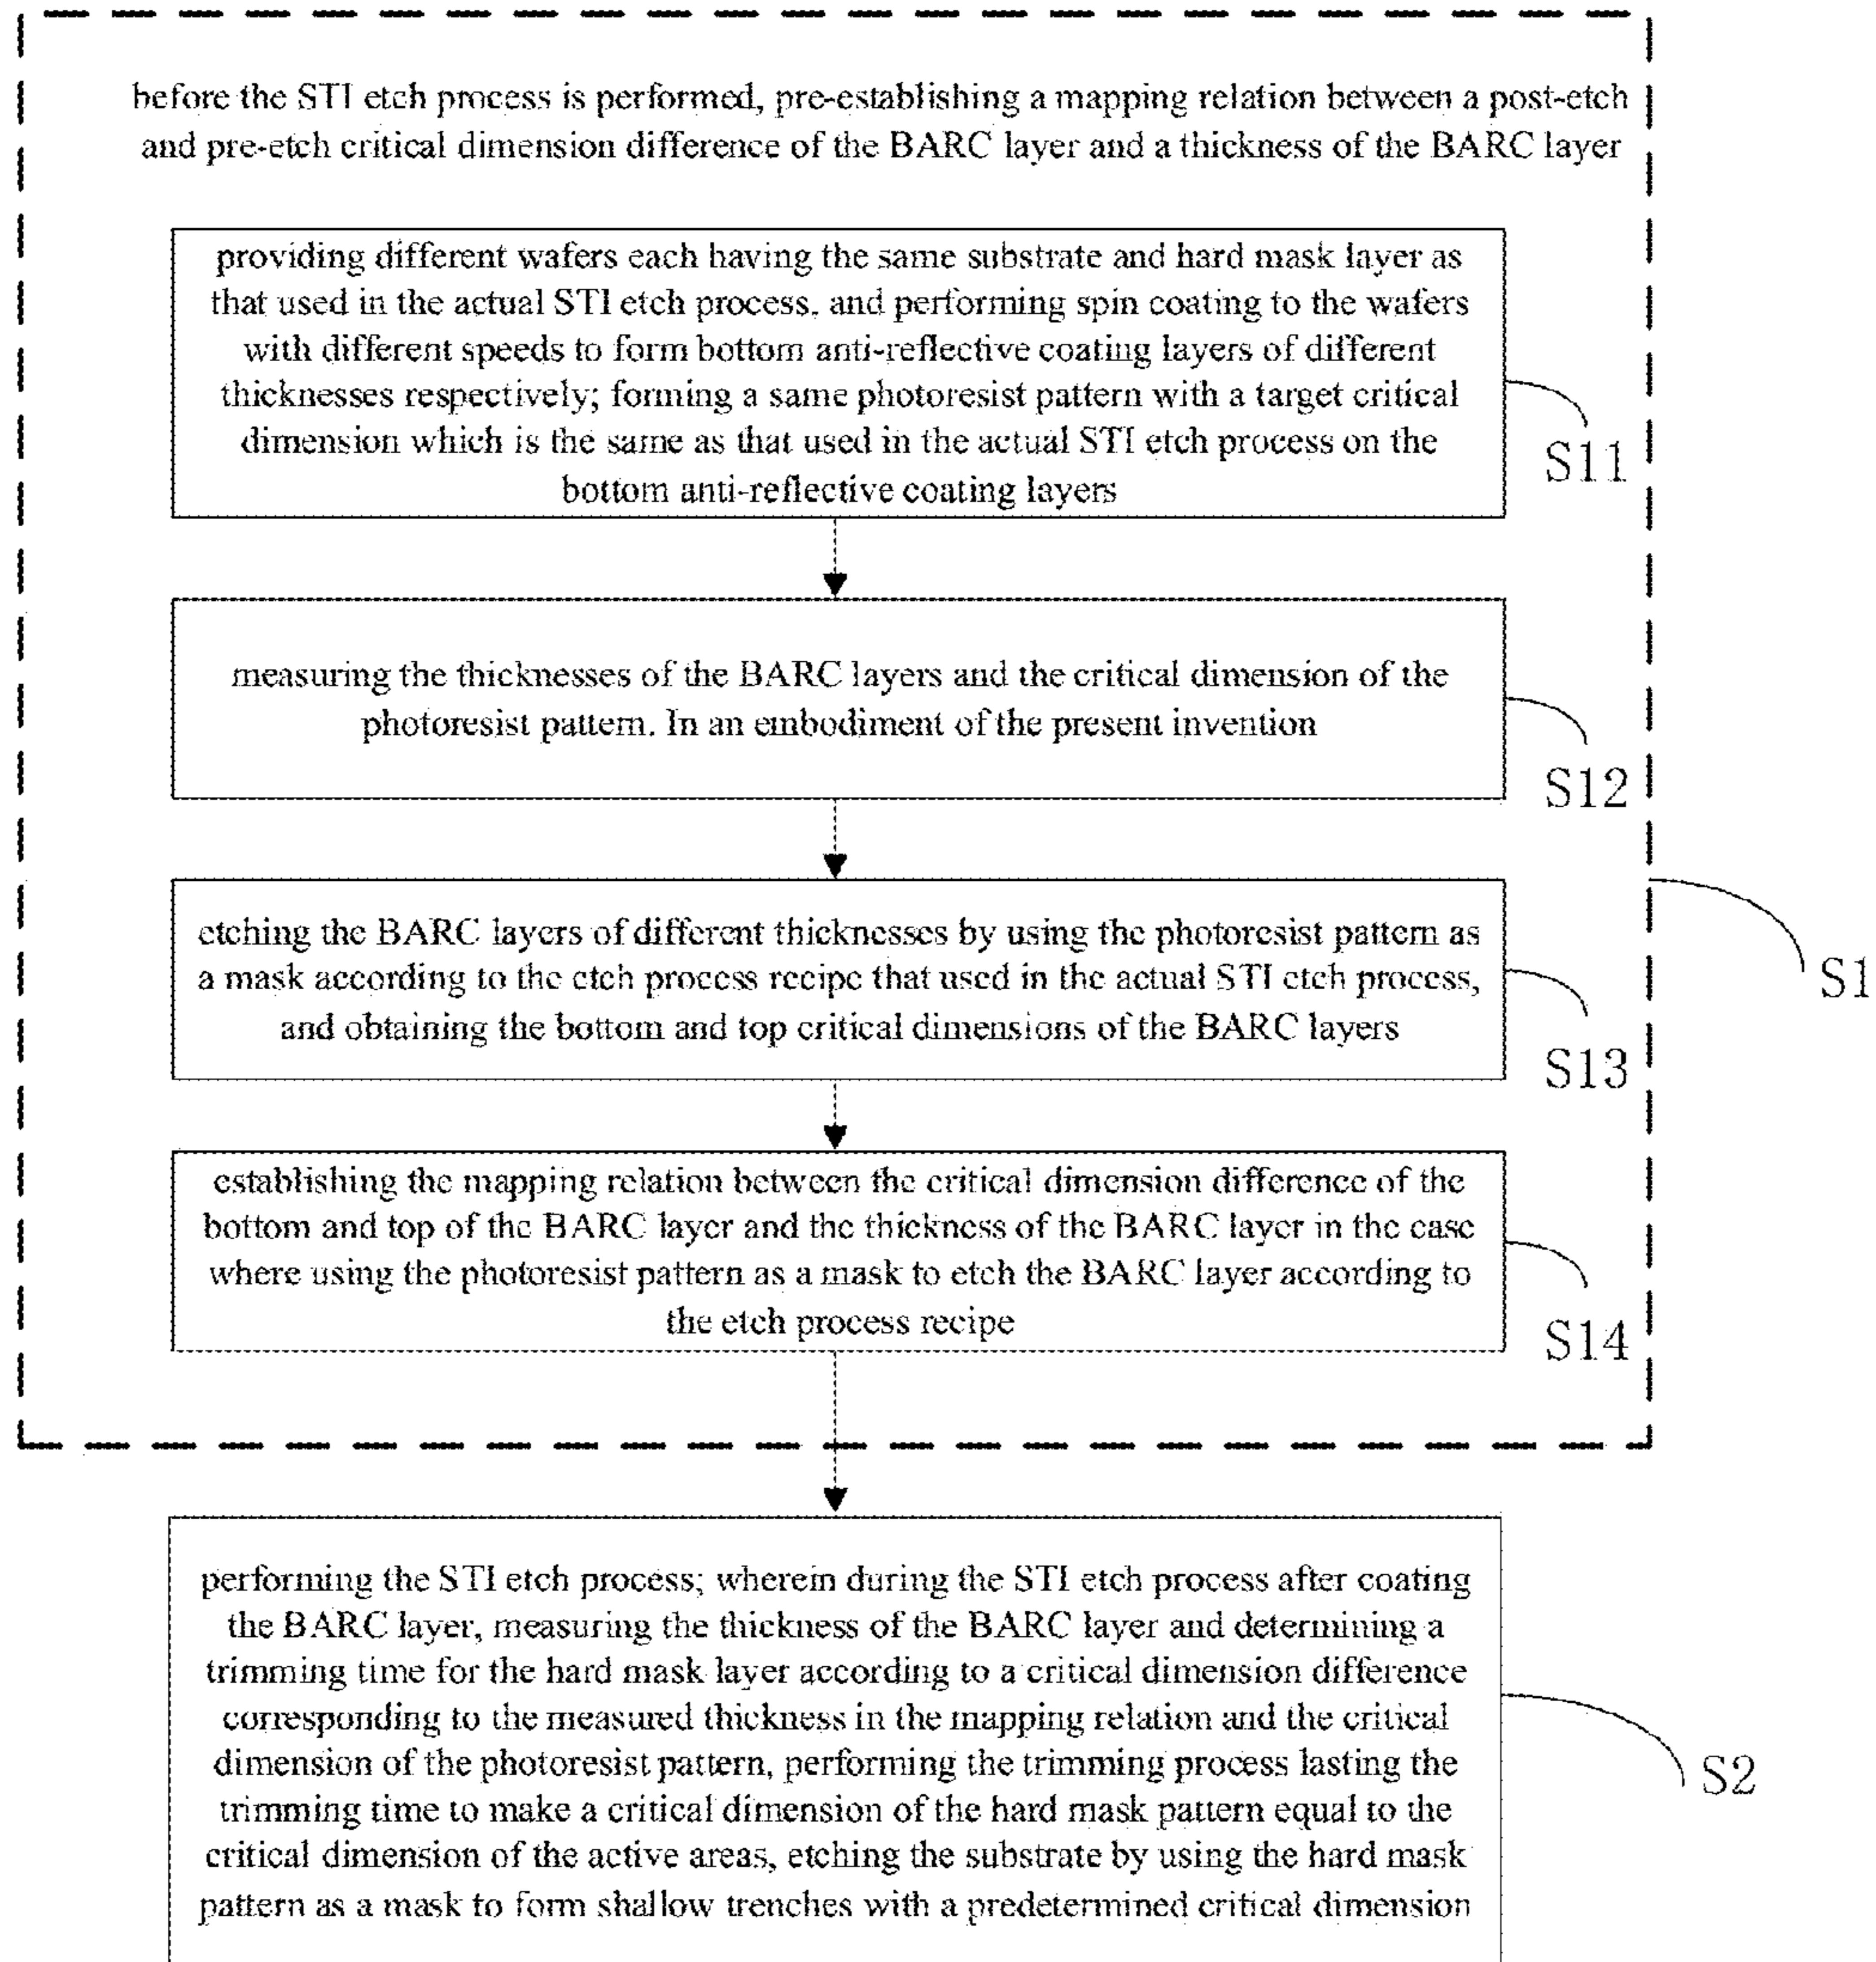 before the STI etch process is performed, pre-establishing a mapping relation between a post-etch
and pre-etch critical dimension difference of the BARC layer and a thickness of the BARC layer
providing different wafers each having the same substrate and hard mask layer as
that used in the actual STI etch process, and performing spin coating to the wafers
with different speeds to form bottom anti-reflective coating layers of different
thicknesses respectively; forming a same photoresist pattern with a target critical
dimension which is the same as that used in the actual STI etch process on the
bottom anti-reflective coating layers
S11
measuring the thicknesses of the BARC layers and the critical dimension of the
photoresist pattern. In an embodiment of the present invention
S12
etching the BARC layers of different thicknesses by using the photoresist pattern as
a mask according to the etch process recipe that used in the actual STI etch process,
and obtaining the bottom and top critical dimensions of the BARC layers
S13
S1
establishing the mapping relation between the critical dimension difference of the
bottom and top of the BARC layer and the thickness of the BARC layer in the case
where using the photoresist pattern as a mask to etch the BARC layer according to
the etch process recipe
S14
performing the STI etch process; wherein during the STI etch process after coating
the BARC layer, measuring the thickness of the BARC layer and determining a
trimming time for the hard mask layer according to a critical dimension difference
corresponding to the measured thickness in the mapping relation and the critical
dimension of the photoresist pattern, performing the trimming process lasting the
trimming time to make a critical dimension of the hard mask pattern equal to the
critical dimension of the active areas, etching the substrate by using the hard mask
pattern as a mask to form shallow trenches with a predetermined critical dimension
S2